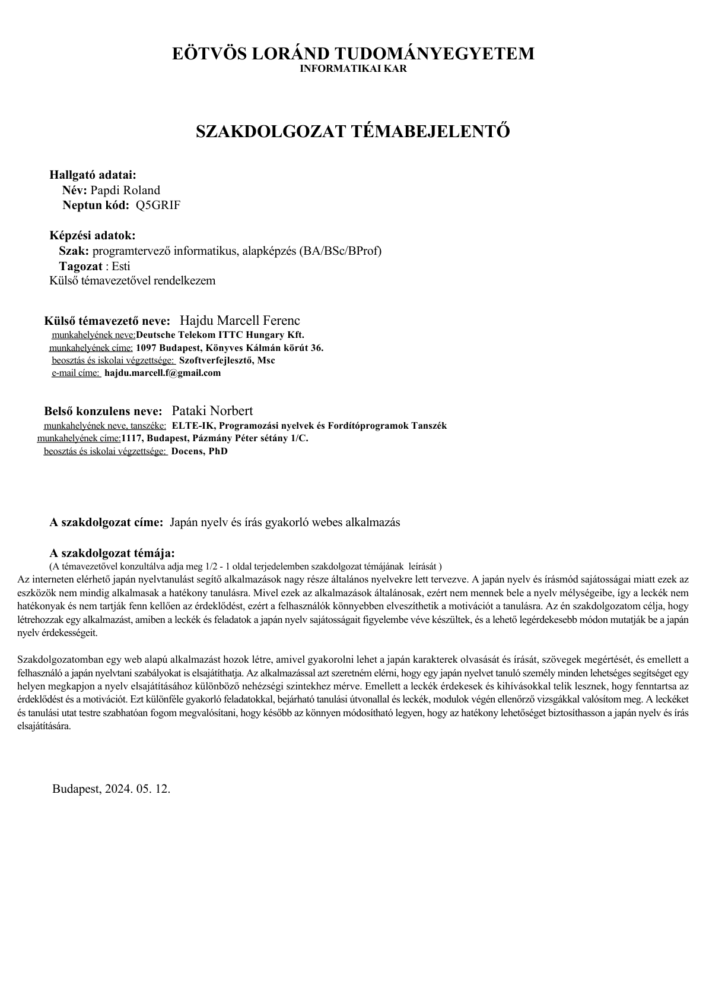 EÖTVÖS LORÁND TUDOMÁNYEGYETEM
INFORMATIKAI KAR
SZAKDOLGOZAT TÉMABEJELENTŐ
Hallgató adatai:
Név: Papdi Roland
Neptun kód: Q5GRIF
Képzési adatok:
Szak: programtervező informatikus, alapképzés (BA/BSc/BProf)
Tagozat : Esti
Külső témavezetővel rendelkezem
Külső témavezető neve: Hajdu Marcell Ferenc
munkahelyének neve:Deutsche Telekom ITTC Hungary Kft.
munkahelyének címe: 1097 Budapest, Könyves Kálmán körút 36.
beosztás és iskolai végzettsége: Szoftverfejlesztő, Msc
e-mail címe: hajdu.marcell.f@gmail.com
Belső konzulens neve: Pataki Norbert
munkahelyének neve, tanszéke: ELTE-IK, Programozási nyelvek és Fordítóprogramok Tanszék
munkahelyének címe:1117, Budapest, Pázmány Péter sétány 1/C.
beosztás és iskolai végzettsége: Docens, PhD
A szakdolgozat címe: Japán nyelv és írás gyakorló webes alkalmazás
A szakdolgozat témája:
(A témavezetővel konzultálva adja meg 1/2 - 1 oldal terjedelemben szakdolgozat témájának leírását )
Az interneten elérhető japán nyelvtanulást segítő alkalmazások nagy része általános nyelvekre lett tervezve. A japán nyelv és írásmód sajátosságai miatt ezek az
eszközök nem mindig alkalmasak a hatékony tanulásra. Mivel ezek az alkalmazások általánosak, ezért nem mennek bele a nyelv mélységeibe, így a leckék nem
hatékonyak és nem tartják fenn kellően az érdeklődést, ezért a felhasználók könnyebben elveszíthetik a motivációt a tanulásra. Az én szakdolgozatom célja, hogy
létrehozzak egy alkalmazást, amiben a leckék és feladatok a japán nyelv sajátosságait figyelembe véve készültek, és a lehető legérdekesebb módon mutatják be a japán
nyelv érdekességeit.
Szakdolgozatomban egy web alapú alkalmazást hozok létre, amivel gyakorolni lehet a japán karakterek olvasását és írását, szövegek megértését, és emellett a
felhasználó a japán nyelvtani szabályokat is elsajátíthatja. Az alkalmazással azt szeretném elérni, hogy egy japán nyelvet tanuló személy minden lehetséges segítséget egy
helyen megkapjon a nyelv elsajátításához különböző nehézségi szintekhez mérve. Emellett a leckék érdekesek és kihívásokkal telik lesznek, hogy fenntartsa az
érdeklődést és a motivációt. Ezt különféle gyakorló feladatokkal, bejárható tanulási útvonallal és leckék, modulok végén ellenőrző vizsgákkal valósítom meg. A leckéket
és tanulási utat testre szabhatóan fogom megvalósítani, hogy később az könnyen módosítható legyen, hogy az hatékony lehetőséget biztosíthasson a japán nyelv és írás
elsajátítására.
Budapest, 2024. 05. 12.